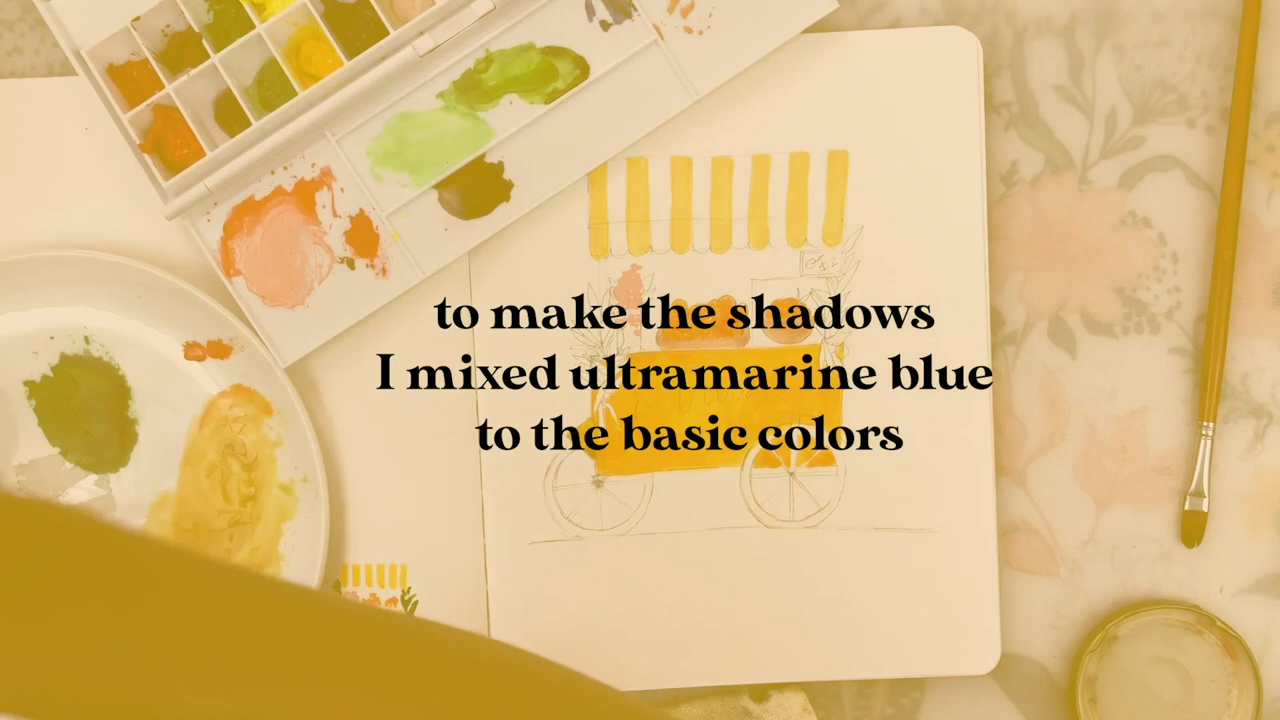 to make the shadows
I mixed ultramarine blue
to the basic colors